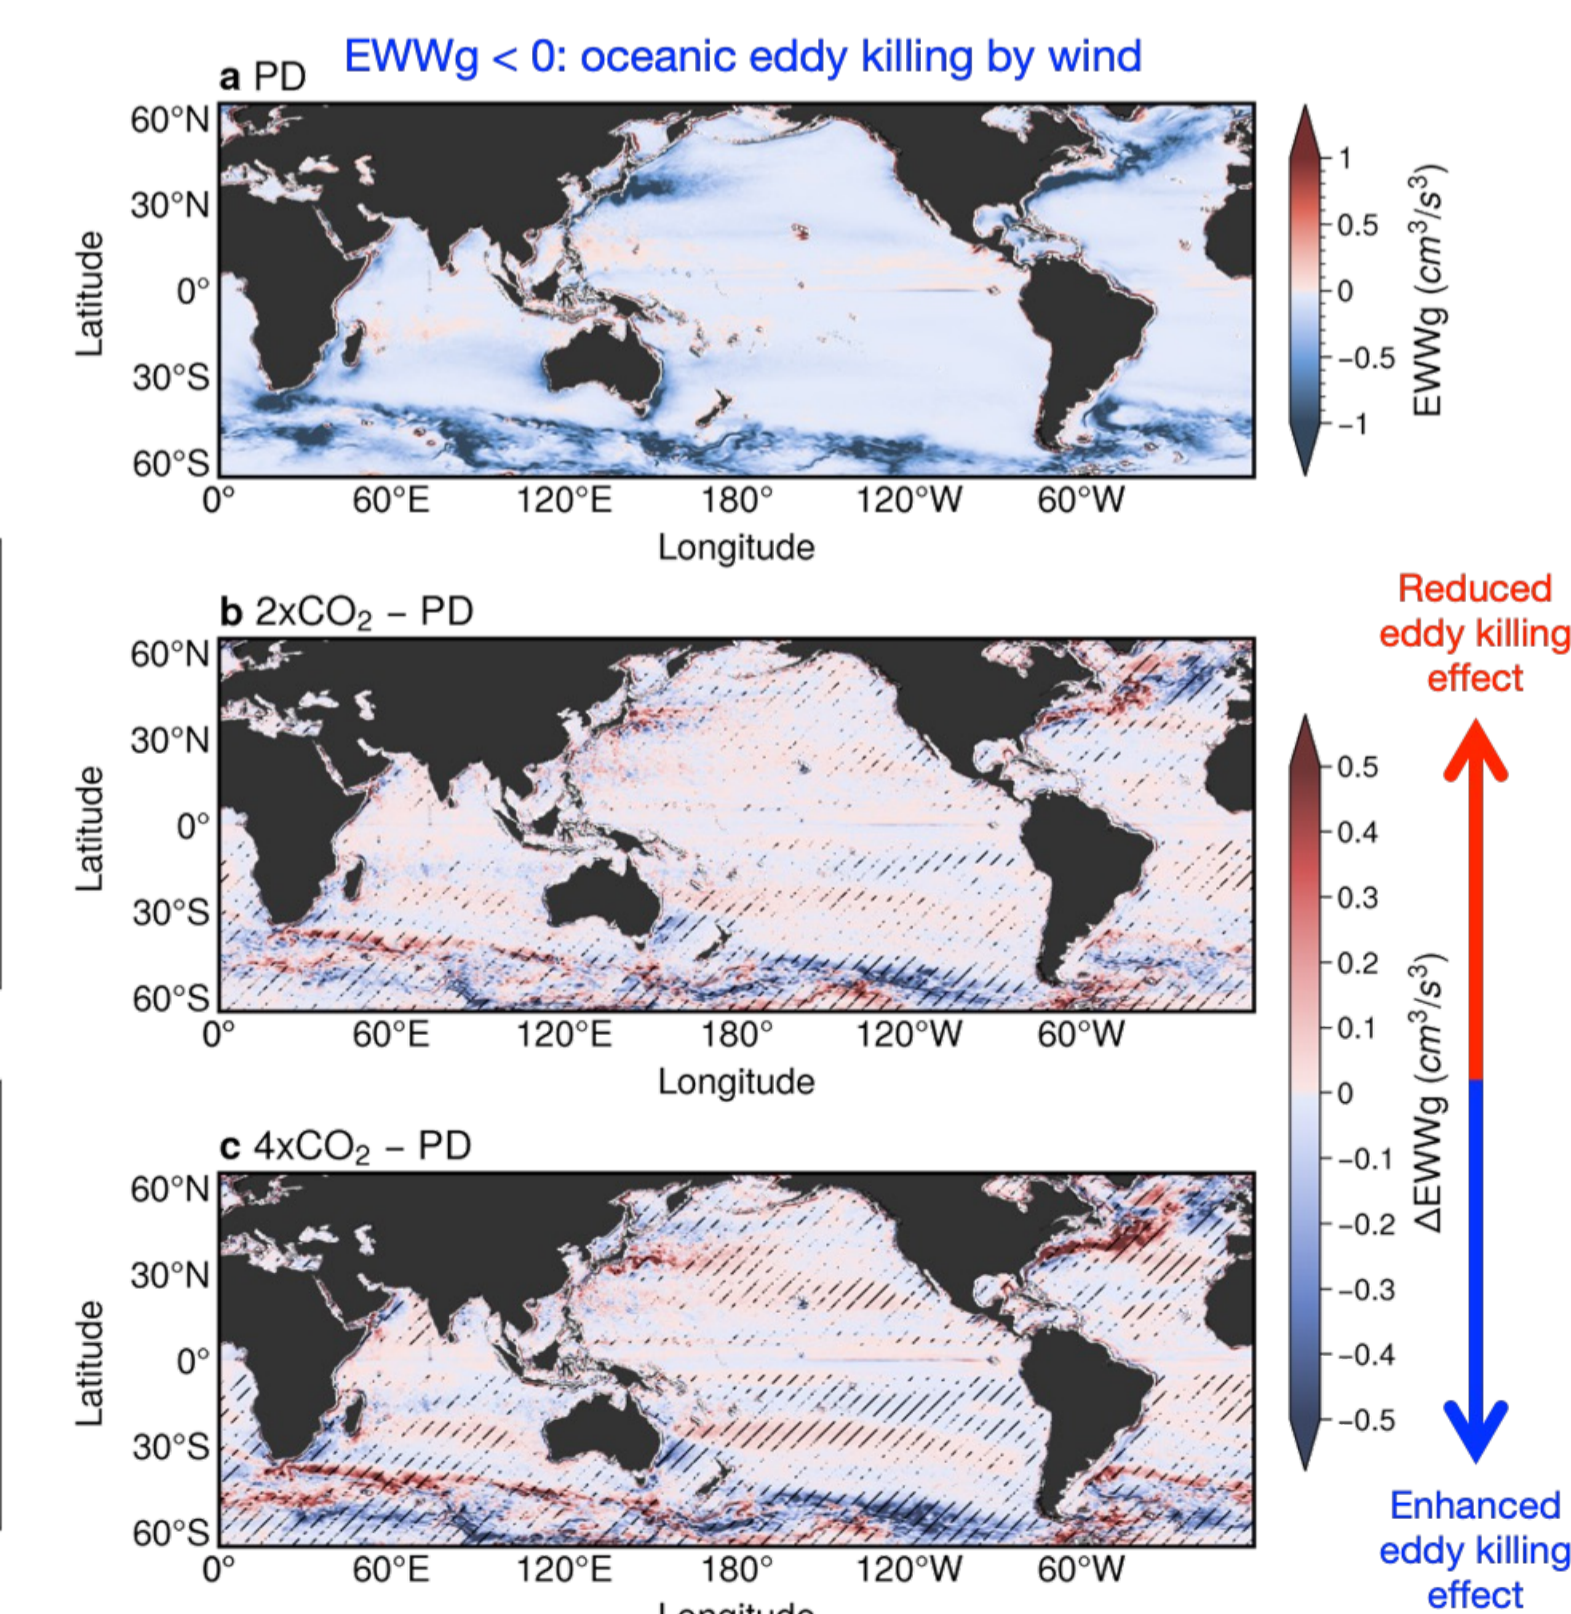 EWWg < 0: oceanic eddy killing by wind
a PD
60°N
30°N
0°
30°S
60°S
Latitude
0° 60°E 120°E 180° 120°W 60°W
Longitude
1
0.5
0
−0.5
−1
EWWg (cm³/s³)
b 2xCO₂ − PD
60°N
30°N
0°
30°S
60°S
Latitude
0° 60°E 120°E 180° 120°W 60°W
Longitude
c 4xCO₂ − PD
60°N
30°N
0°
30°S
60°S
Latitude
0° 60°E 120°E 180° 120°W 60°W
Longitude
Reduced
eddy killing
effect
0.5
0.4
0.3
0.2
0.1
0
−0.1
−0.2
−0.3
−0.4
−0.5
ΔEWWg (cm³/s³)
Enhanced
eddy killing
effect